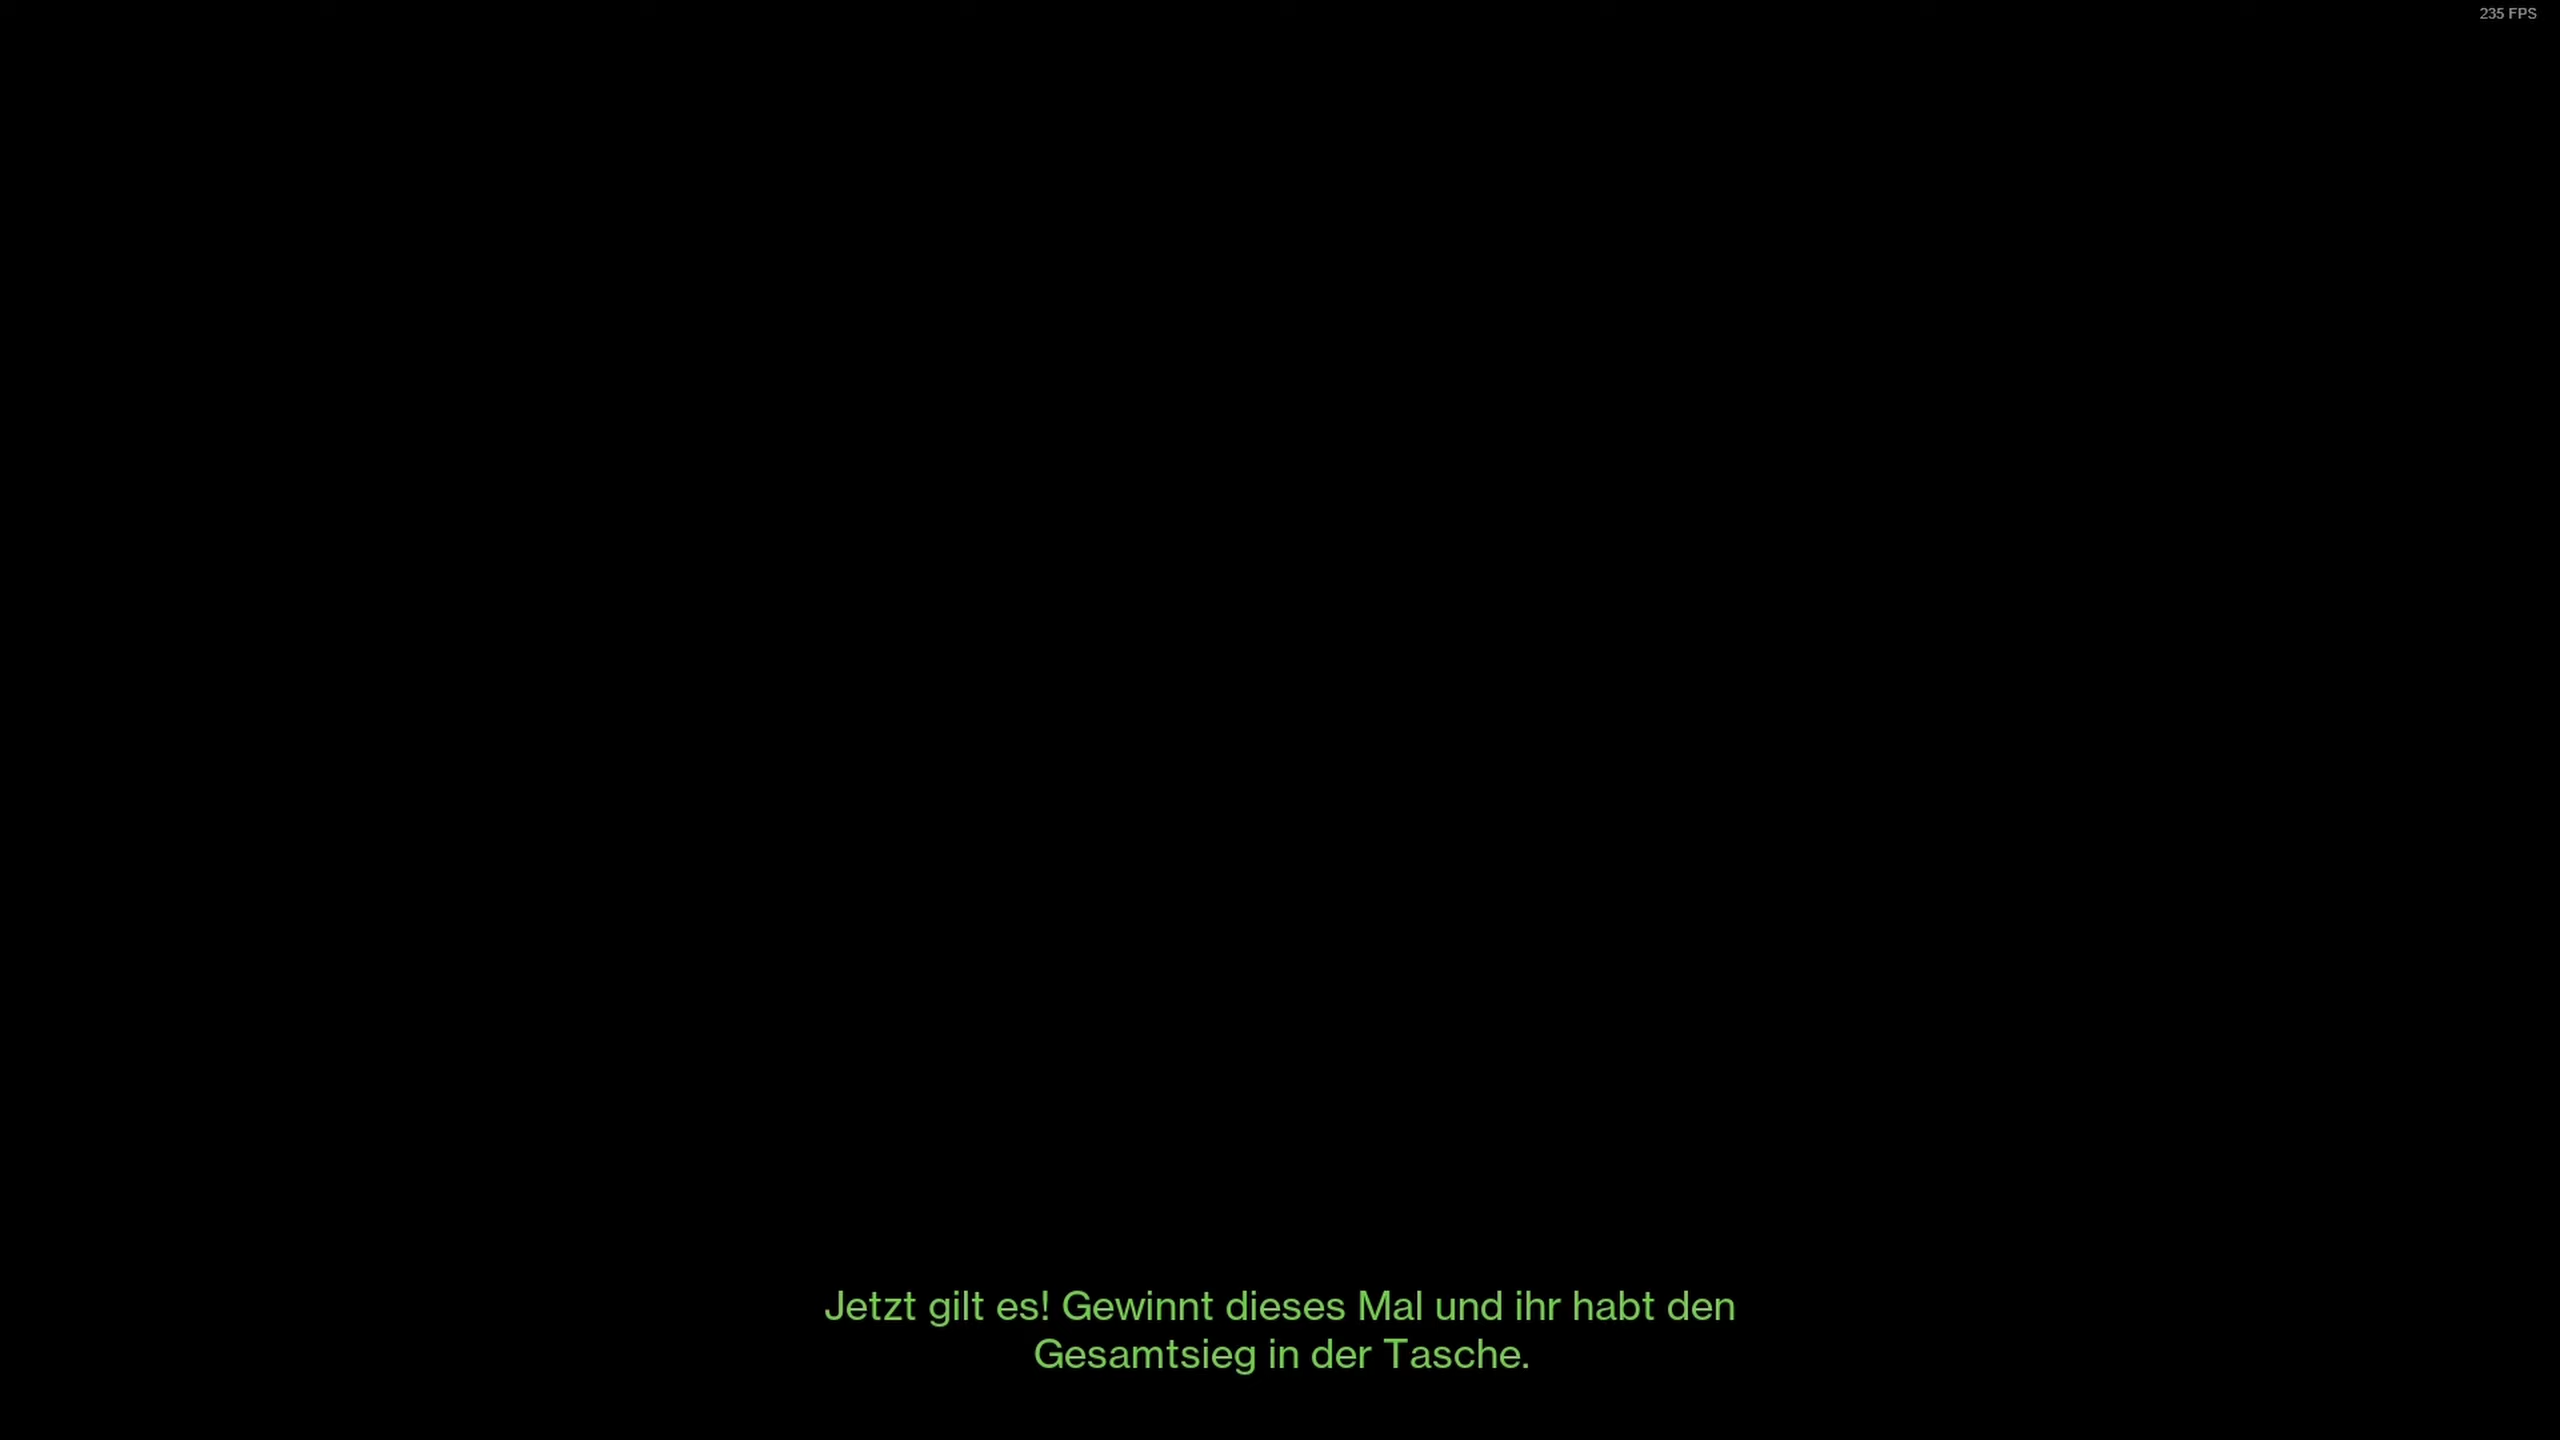 235 FPS
Jetzt gilt es! Gewinnt dieses Mal und ihr habt den
Gesamtsieg in der Tasche.